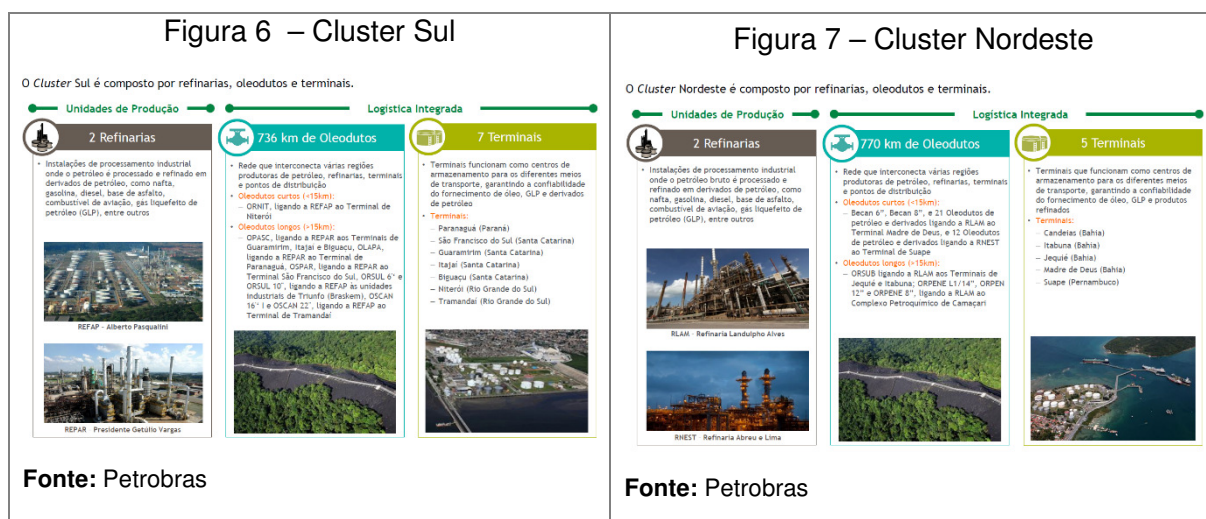 Figura 6 – Cluster Sul
O Cluster Sul é composto por refinarias, oleodutos e terminais.
Unidades de Produção
Logística Integrada
2 Refinarias
• Instalações de processamento industrial
onde o petróleo é processado e refinado em
derivados de petróleo, como nafta,
gasolina, diesel, base de asfalto,
combustível de aviação, gás liquefeito de
petróleo (GLP), entre outros
REFAP – Alberto Pasqualini
REPAR – Presidente Getúlio Vargas
736 km de Oleodutos
• Rede que interconecta várias regiões
produtoras de petróleo, refinarias, terminais
e pontos de distribuição
• Oleodutos curtos (<15km):
– ORNIT, ligando a REFAP ao Terminal de
Niterói
• Oleodutos longos (>15km):
– OPASC, ligando a REPAR aos Terminais de
Guaramirim, Itajaí e Biguaçu, OLAPA,
ligando a REPAR ao Terminal de
Paranaguá, OSPAR, ligando a REPAR ao
Terminal São Francisco do Sul, ORSUL 6" e
ORSUL 10", ligando a REFAP às unidades
industriais de Triunfo (Braskem), OSCAN
16" I e OSCAN 22", ligando a REFAP ao
Terminal de Tramandaí
7 Terminais
• Terminais funcionam como centros de
armazenamento para os diferentes meios
de transporte, garantindo a confiabilidade
do fornecimento de óleo, GLP e derivados
de petróleo
• Terminais:
– Paranaguá (Paraná)
– São Francisco do Sul (Santa Catarina)
– Guaramirim (Santa Catarina)
– Itajaí (Santa Catarina)
– Biguaçu (Santa Catarina)
– Niterói (Rio Grande do Sul)
– Tramandaí (Rio Grande do Sul)
Fonte: Petrobras
Figura 7 – Cluster Nordeste
O Cluster Nordeste é composto por refinarias, oleodutos e terminais.
Unidades de Produção
Logística Integrada
2 Refinarias
• Instalações de processamento industrial
onde o petróleo bruto é processado e
refinado em derivados de petróleo, como
nafta, gasolina, diesel, base de asfalto,
combustível de aviação, gás liquefeito de
petróleo (GLP), entre outros
RLAM – Refinaria Landulpho Alves
RNEST – Refinaria Abreu e Lima
770 km de Oleodutos
• Rede que interconecta várias regiões
produtoras de petróleo, refinarias, terminais
e pontos de distribuição
• Oleodutos curtos (<15km):
– Becan 6", Becan 8", e 21 Oleodutos de
petróleo e derivados ligando a RLAM ao
Terminal Madre de Deus, e 12 Oleodutos
de petróleo e derivados ligando a RNEST
ao Terminal de Suape
• Oleodutos longos (>15km):
– ORSUB ligando a RLAM aos Terminais de
Jequié e Itabuna; ORPENE L1/14", ORPEN
12" e ORPENE 8", ligando a RLAM ao
Complexo Petroquímico de Camaçari
5 Terminais
• Terminais que funcionam como centros de
armazenamento para os diferentes meios
de transporte, garantindo a confiabilidade
do fornecimento de óleo, GLP e produtos
refinados
• Terminais:
– Candeias (Bahia)
– Itabuna (Bahia)
– Jequié (Bahia)
– Madre de Deus (Bahia)
– Suape (Pernambuco)
Fonte: Petrobras